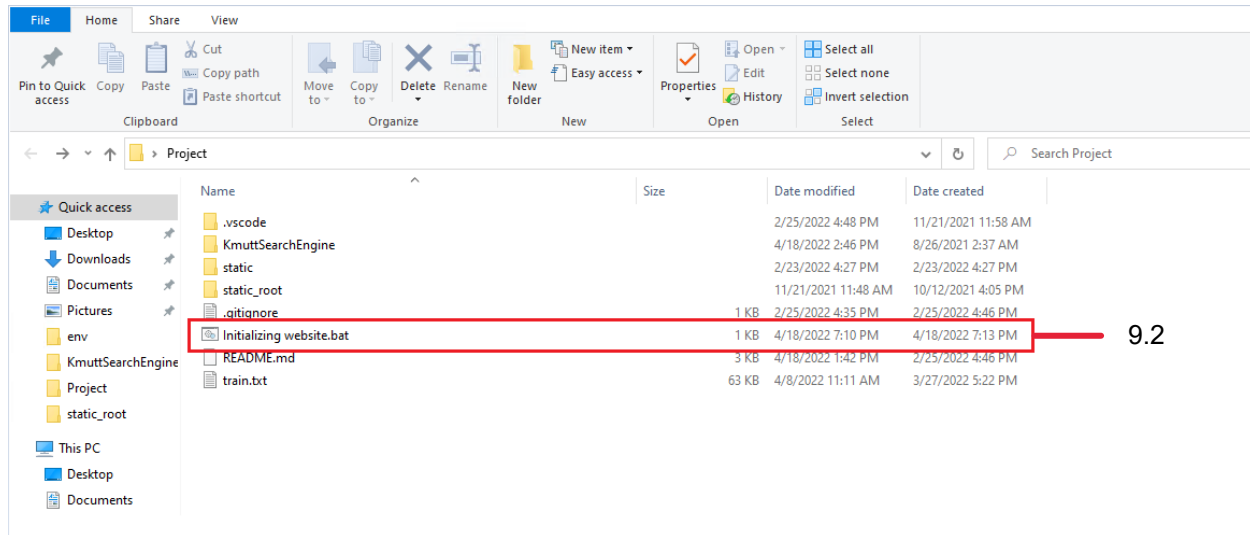 File Home Share View
Pin to Quick access Copy Paste Cut Copy path Paste shortcut
Move to Copy to Delete Rename New folder New item Easy access
Properties Open Edit History Select all Select none Invert selection
Clipboard Organize New Open Select
Project Search Project
Name Size Date modified Date created
Quick access
.vscode 2/25/2022 4:48 PM 11/21/2021 11:58 AM
Desktop KmuttSearchEngine 4/18/2022 2:46 PM 8/26/2021 2:37 AM
Downloads static 2/23/2022 4:27 PM 2/23/2022 4:27 PM
Documents static_root 11/21/2021 11:48 AM 10/12/2021 4:05 PM
Pictures .gitignore 1 KB 2/25/2022 4:35 PM 2/25/2022 4:46 PM
env Initializing website.bat 1 KB 4/18/2022 7:10 PM 4/18/2022 7:13 PM 9.2
KmuttSearchEngine README.md 3 KB 4/18/2022 1:42 PM 2/25/2022 4:46 PM
Project train.txt 63 KB 4/8/2022 11:11 AM 3/27/2022 5:22 PM
static_root
This PC
Desktop
Documents